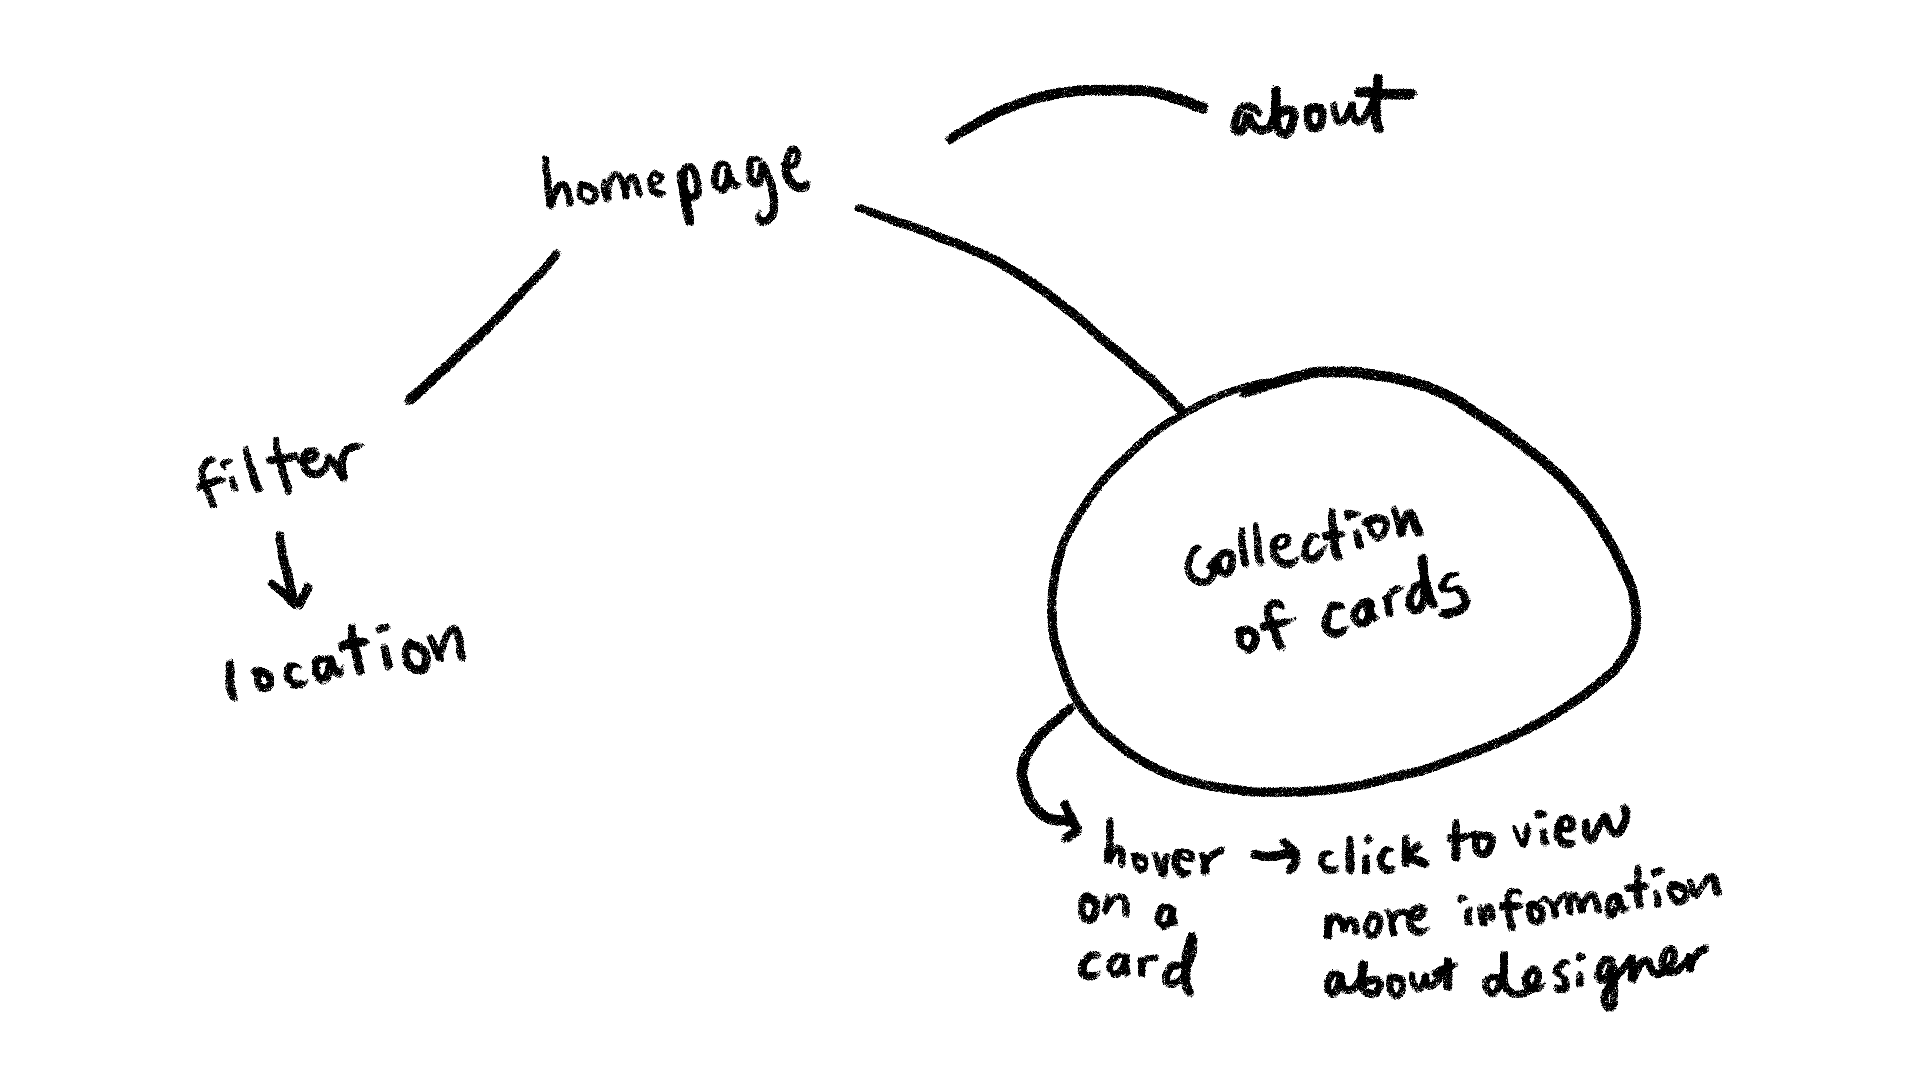 about
homepage
filter
location
collection
of cards
hover → click to view
on a more information
card about designer